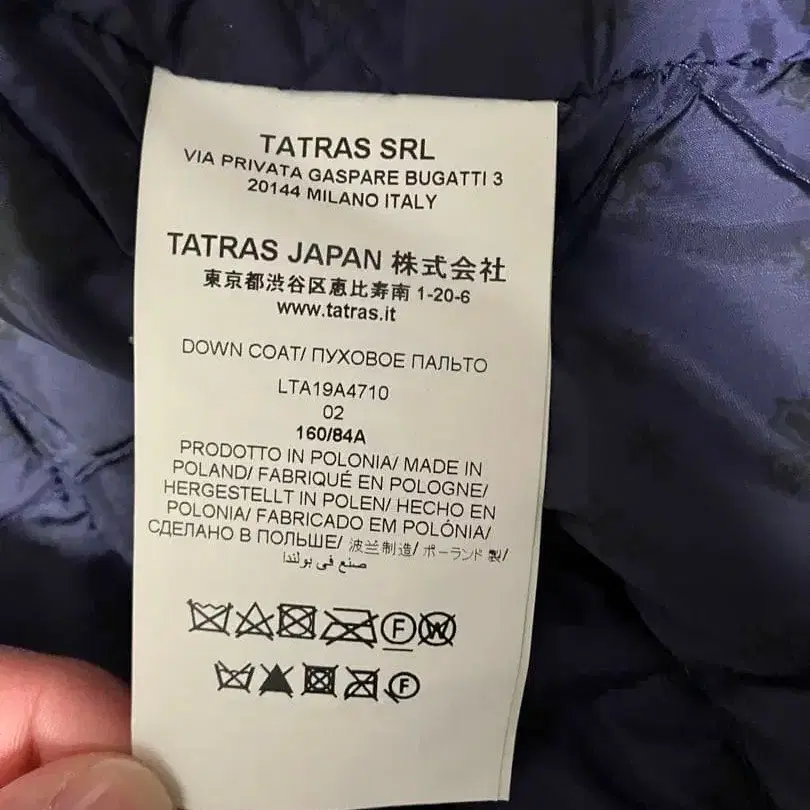 TATRAS SRL
VIA PRIVATA GASPARE BUGATTI 3
20144 MILANO ITALY
TATRAS JAPAN 株式会社
東京都渋谷区恵比寿南 1-20-6
www.tatras.it
DOWN COAT/ ПУХОВОЕ ПАЛЬТО
LTA19A4710
02
160/84A
PRODOTTO IN POLONIA/ MADE IN
POLAND/ FABRIQUÉ EN POLOGNE/
HERGESTELLT IN POLEN/ HECHO EN
POLONIA/ FABRICADO EM POLÓNIA/
СДЕЛАНО В ПОЛЬШЕ/ 波兰制造/ ポーランド 製/
صنع في بولندا
F W
F